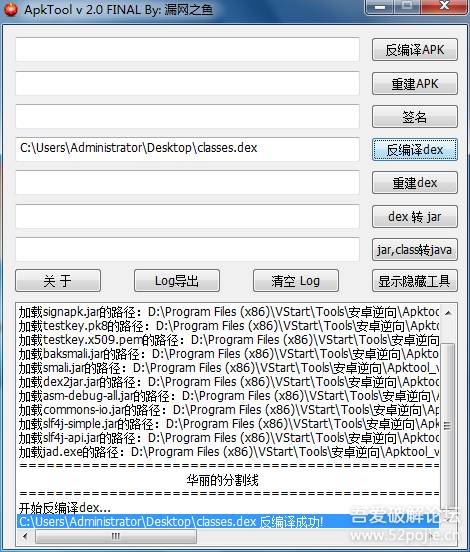 ApkTool v 2.0 FINAL By: 漏网之鱼
反编译APK
重建APK
签名
C:\Users\Administrator\Desktop\classes.dex
反编译dex
重建dex
dex 转 jar
jar,class转java
关 于
Log导出
清空 Log
显示隐藏工具
加载signapk.jar的路径：D:\Program Files (x86)\VStart\Tools\安卓逆向\Apktool
加载testkey.pk8的路径：D:\Program Files (x86)\VStart\Tools\安卓逆向\Apktool_
加载testkey.x509.pem的路径：D:\Program Files (x86)\VStart\Tools\安卓逆向\Ap
加载baksmali.jar的路径：D:\Program Files (x86)\VStart\Tools\安卓逆向\Apktoo
加载smali.jar的路径：D:\Program Files (x86)\VStart\Tools\安卓逆向\Apktool_v
加载dex2jar.jar的路径：D:\Program Files (x86)\VStart\Tools\安卓逆向\Apktool
加载asm-debug-all.jar的路径：D:\Program Files (x86)\VStart\Tools\安卓逆向\A
加载commons-io.jar的路径：D:\Program Files (x86)\VStart\Tools\安卓逆向\Apk
加载slf4j-simple.jar的路径：D:\Program Files (x86)\VStart\Tools\安卓逆向\Apk
加载slf4j-api.jar的路径：D:\Program Files (x86)\VStart\Tools\安卓逆向\Apktoo
加载jad.exe的路径：D:\Program Files (x86)\VStart\Tools\安卓逆向\Apktool_v
华丽的分割线
开始反编译dex...
C:\Users\Administrator\Desktop\classes.dex 反编译成功!
吾爱破解论坛
www.52pojie.cn